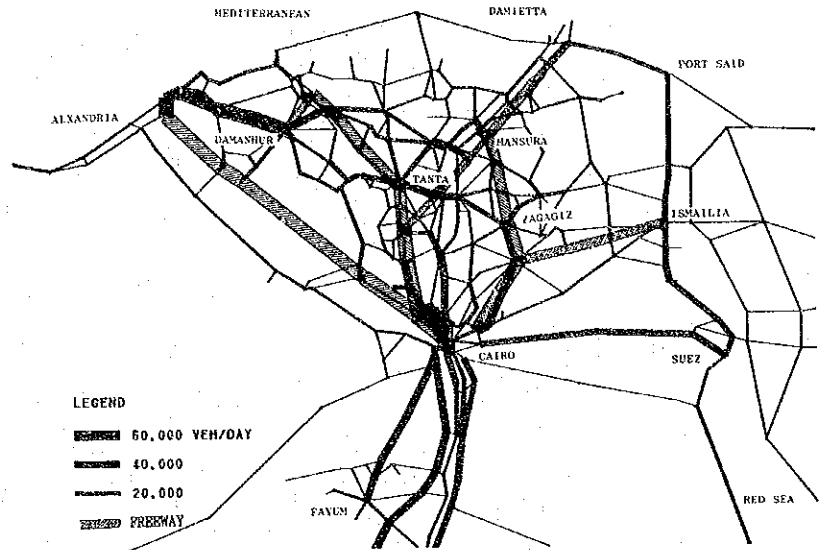 MEDITERRANEAN
DAMIETTA
PORT SAID
ALXANDRIA
DAMANHUR
MANSURA
TANTA
ZAGAGIZ
ISMAILIA
CAIRO
SUEZ
LEGEND
60,000 VEH/DAY
40,000
20,000
FREEWAY
FAYUM
RED SEA